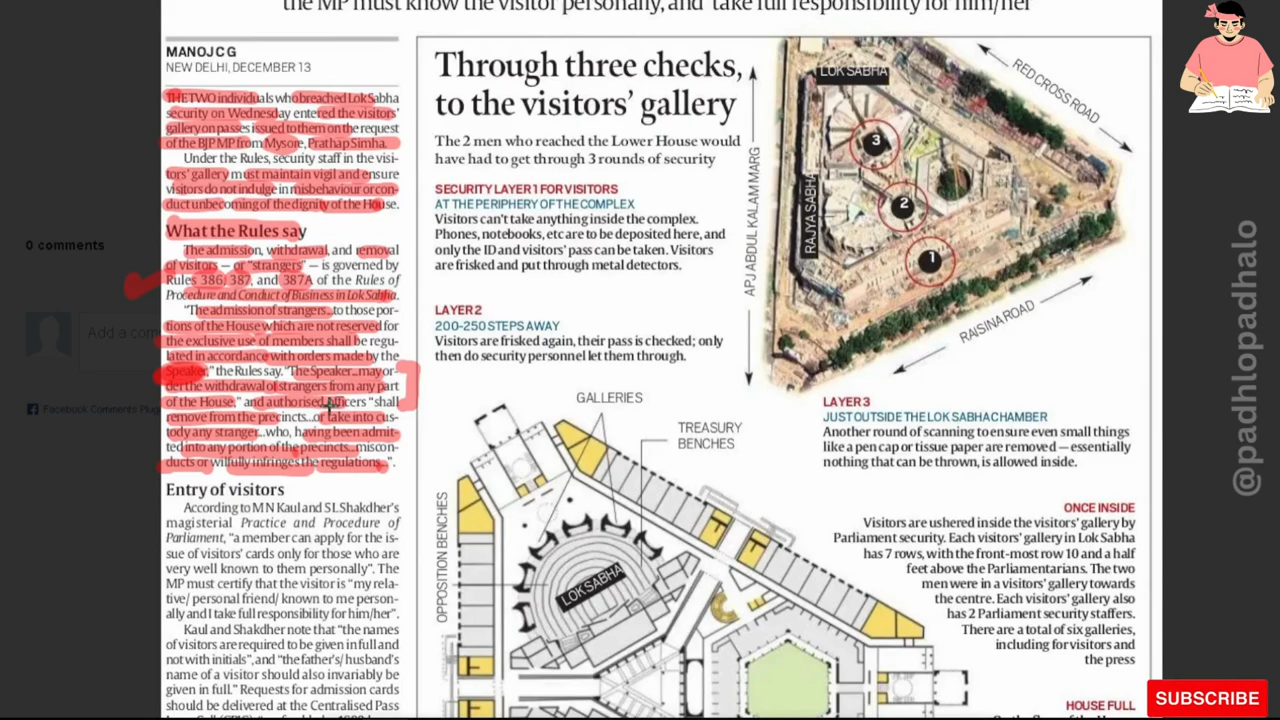 the MP must know the visitor personally, and take full responsibility for him/her
MANOJ C G
NEW DELHI, DECEMBER 13
THE TWO individuals who breached Lok Sabha
security on Wednesday entered the visitors'
gallery on passes issued to them on the request
of the BJP MP from Mysore, Prathap Simha.
Under the Rules, security staff in the visi-
tors' gallery must maintain vigil and ensure
visitors do not indulge in misbehaviour or con-
duct unbecoming of the dignity of the House.
What the Rules say
The admission, withdrawal, and removal
of visitors — or "strangers" — is governed by
Rules 386, 387, and 387A of the Rules of
Procedure and Conduct of Business in Lok Sabha.
"The admission of strangers...to those por-
tions of the House which are not reserved for
the exclusive use of members shall be regu-
lated in accordance with orders made by the
Speaker," the Rules say. "The Speaker...may or-
der the withdrawal of strangers from any part
of the House," and authorised officers "shall
remove from the precincts...or take into cus-
tody any stranger...who, having been admit-
ted into any portion of the precincts...miscon-
ducts or wilfully infringes the regulations...".
Entry of visitors
According to M N Kaul and S L Shakdher's
magisterial Practice and Procedure of
Parliament, "a member can apply for the is-
sue of visitors' cards only for those who are
very well known to them personally". The
MP must certify that the visitor is "my rela-
tive/ personal friend/ known to me person-
ally and I take full responsibility for him/her".
Kaul and Shakdher note that "the names
of visitors are required to be given in full and
not with initials", and "the father's/ husband's
name of a visitor should also invariably be
given in full." Requests for admission cards
should be delivered at the Centralised Pass
Through three checks,
to the visitors' gallery
The 2 men who reached the Lower House would
have had to get through 3 rounds of security
SECURITY LAYER 1 FOR VISITORS
AT THE PERIPHERY OF THE COMPLEX
Visitors can't take anything inside the complex.
Phones, notebooks, etc are to be deposited here, and
only the ID and visitors' pass can be taken. Visitors
are frisked and put through metal detectors.
LAYER 2
200-250 STEPS AWAY
Visitors are frisked again, their pass is checked; only
then do security personnel let them through.
LOK SABHA
RED CROSS ROAD
APJ ABDUL KALAM MARG
RAJYA SABHA
3
2
1
RAISINA ROAD
LAYER 3
JUST OUTSIDE THE LOK SABHA CHAMBER
Another round of scanning to ensure even small things
like a pen cap or tissue paper are removed — essentially
nothing that can be thrown, is allowed inside.
GALLERIES
TREASURY
BENCHES
OPPOSITION BENCHES
LOK SABHA
ONCE INSIDE
Visitors are ushered inside the visitors' gallery by
Parliament security. Each visitors' gallery in Lok Sabha
has 7 rows, with the front-most row 10 and a half
feet above the Parliamentarians. The two
men were in a visitors' gallery towards
the centre. Each visitors' gallery also
has 2 Parliament security staffers.
There are a total of six galleries,
including for visitors and
the press
HOUSE FULL
0 comments
Add a com
Facebook Comments Plug
@padhlopadhalo
SUBSCRIBE